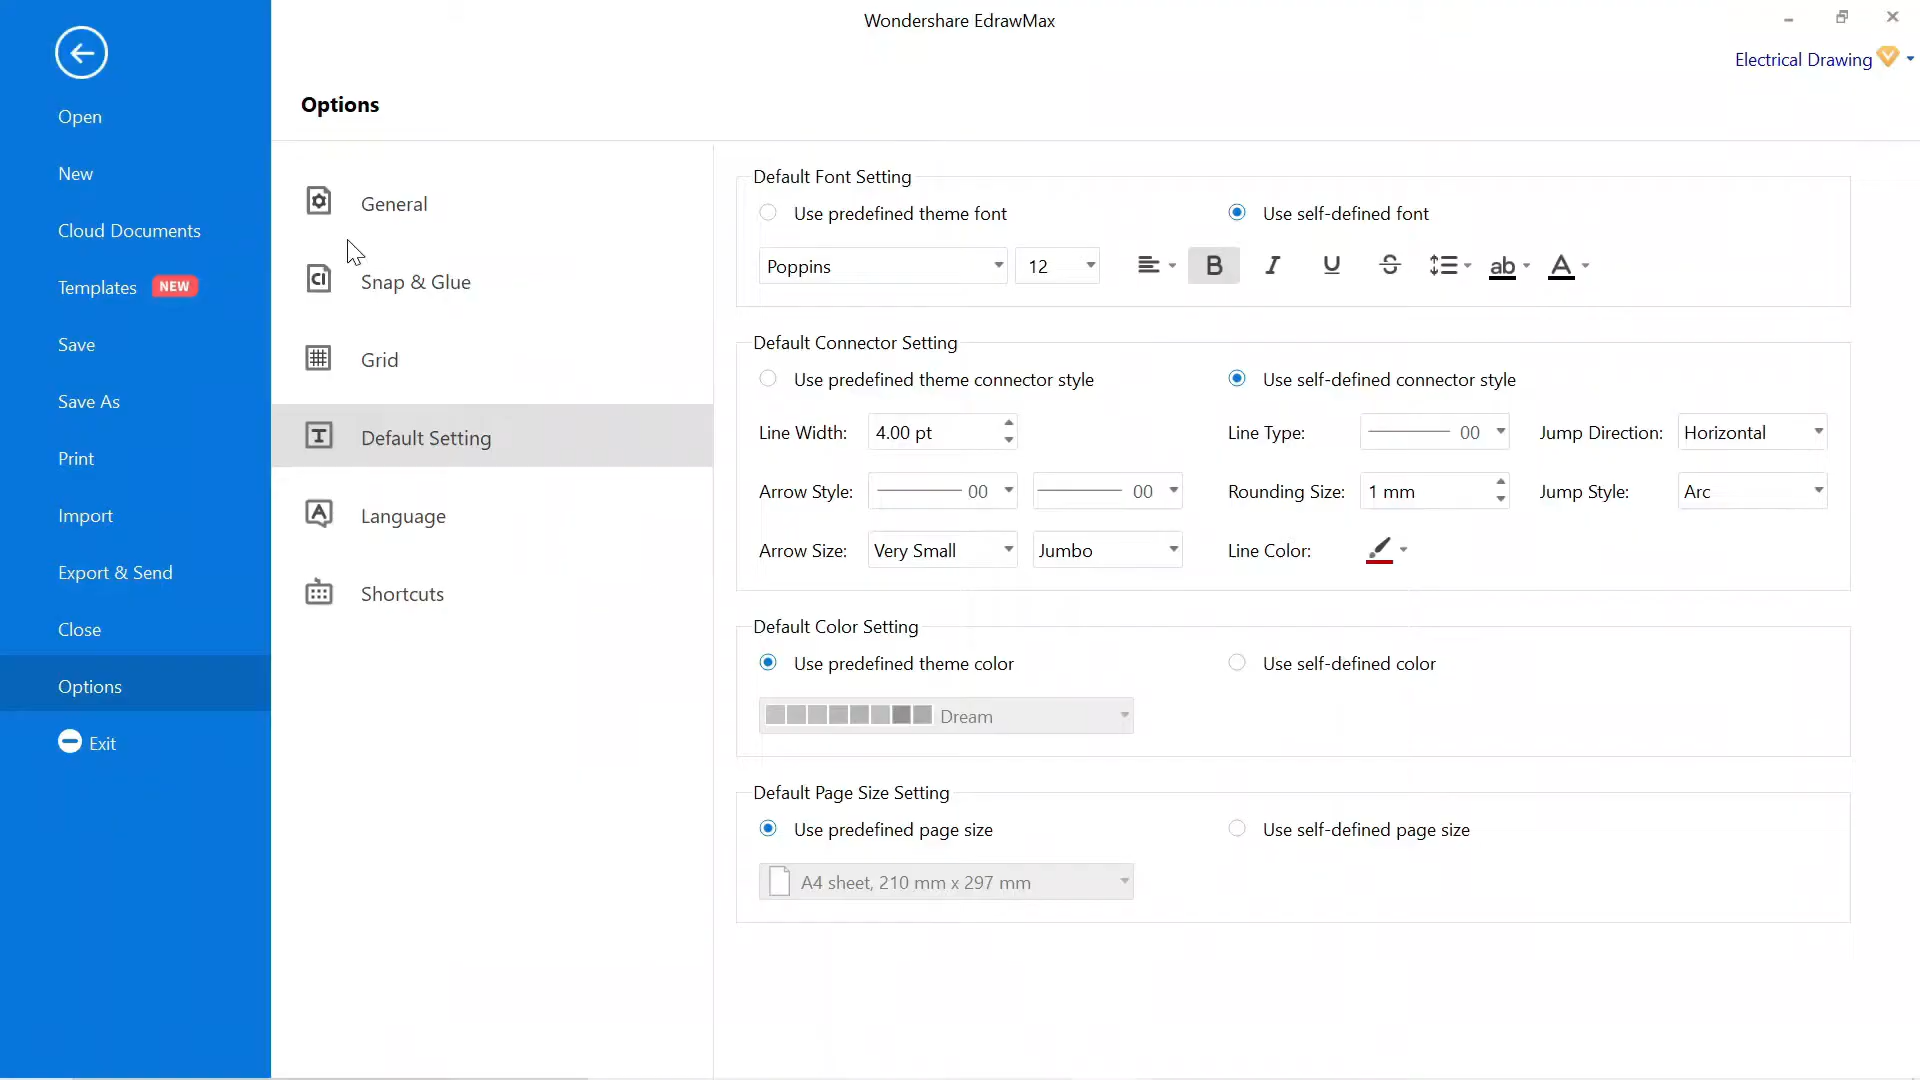 Wondershare EdrawMax
Electrical Drawing
Open
New
Cloud Documents
Templates NEW
Save
Save As
Print
Import
Export & Send
Close
Options
Exit
Options
General
Snap & Glue
Grid
Default Setting
Language
Shortcuts
Default Font Setting
Use predefined theme font Use self-defined font
Poppins 12 B I U S ab A
Default Connector Setting
Use predefined theme connector style Use self-defined connector style
Line Width: 4.00 pt Line Type: 00 Jump Direction: Horizontal
Arrow Style: 00 00 Rounding Size: 1 mm Jump Style: Arc
Arrow Size: Very Small Jumbo Line Color:
Default Color Setting
Use predefined theme color Use self-defined color
Dream
Default Page Size Setting
Use predefined page size Use self-defined page size
A4 sheet, 210 mm x 297 mm